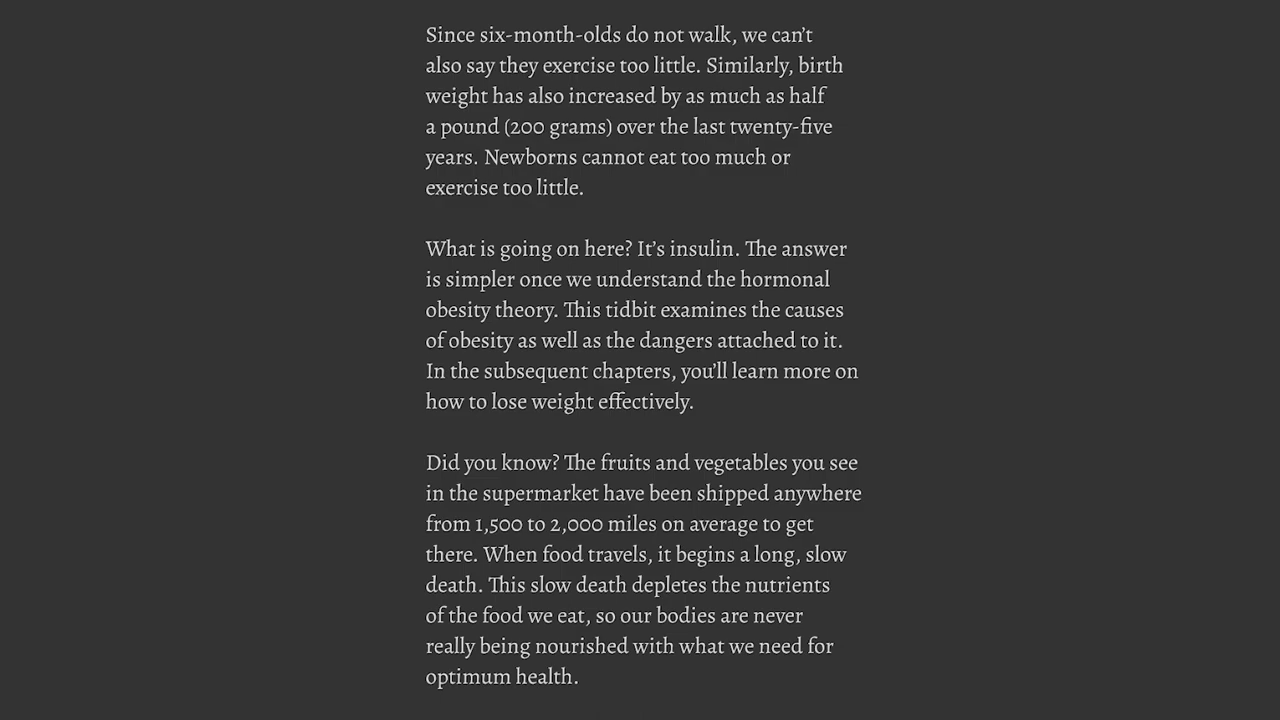 Since six-month-olds do not walk, we can’t
also say they exercise too little. Similarly, birth
weight has also increased by as much as half
a pound (200 grams) over the last twenty-five
years. Newborns cannot eat too much or
exercise too little.
What is going on here? It’s insulin. The answer
is simpler once we understand the hormonal
obesity theory. This tidbit examines the causes
of obesity as well as the dangers attached to it.
In the subsequent chapters, you’ll learn more on
how to lose weight effectively.
Did you know? The fruits and vegetables you see
in the supermarket have been shipped anywhere
from 1,500 to 2,000 miles on average to get
there. When food travels, it begins a long, slow
death. This slow death depletes the nutrients
of the food we eat, so our bodies are never
really being nourished with what we need for
optimum health.